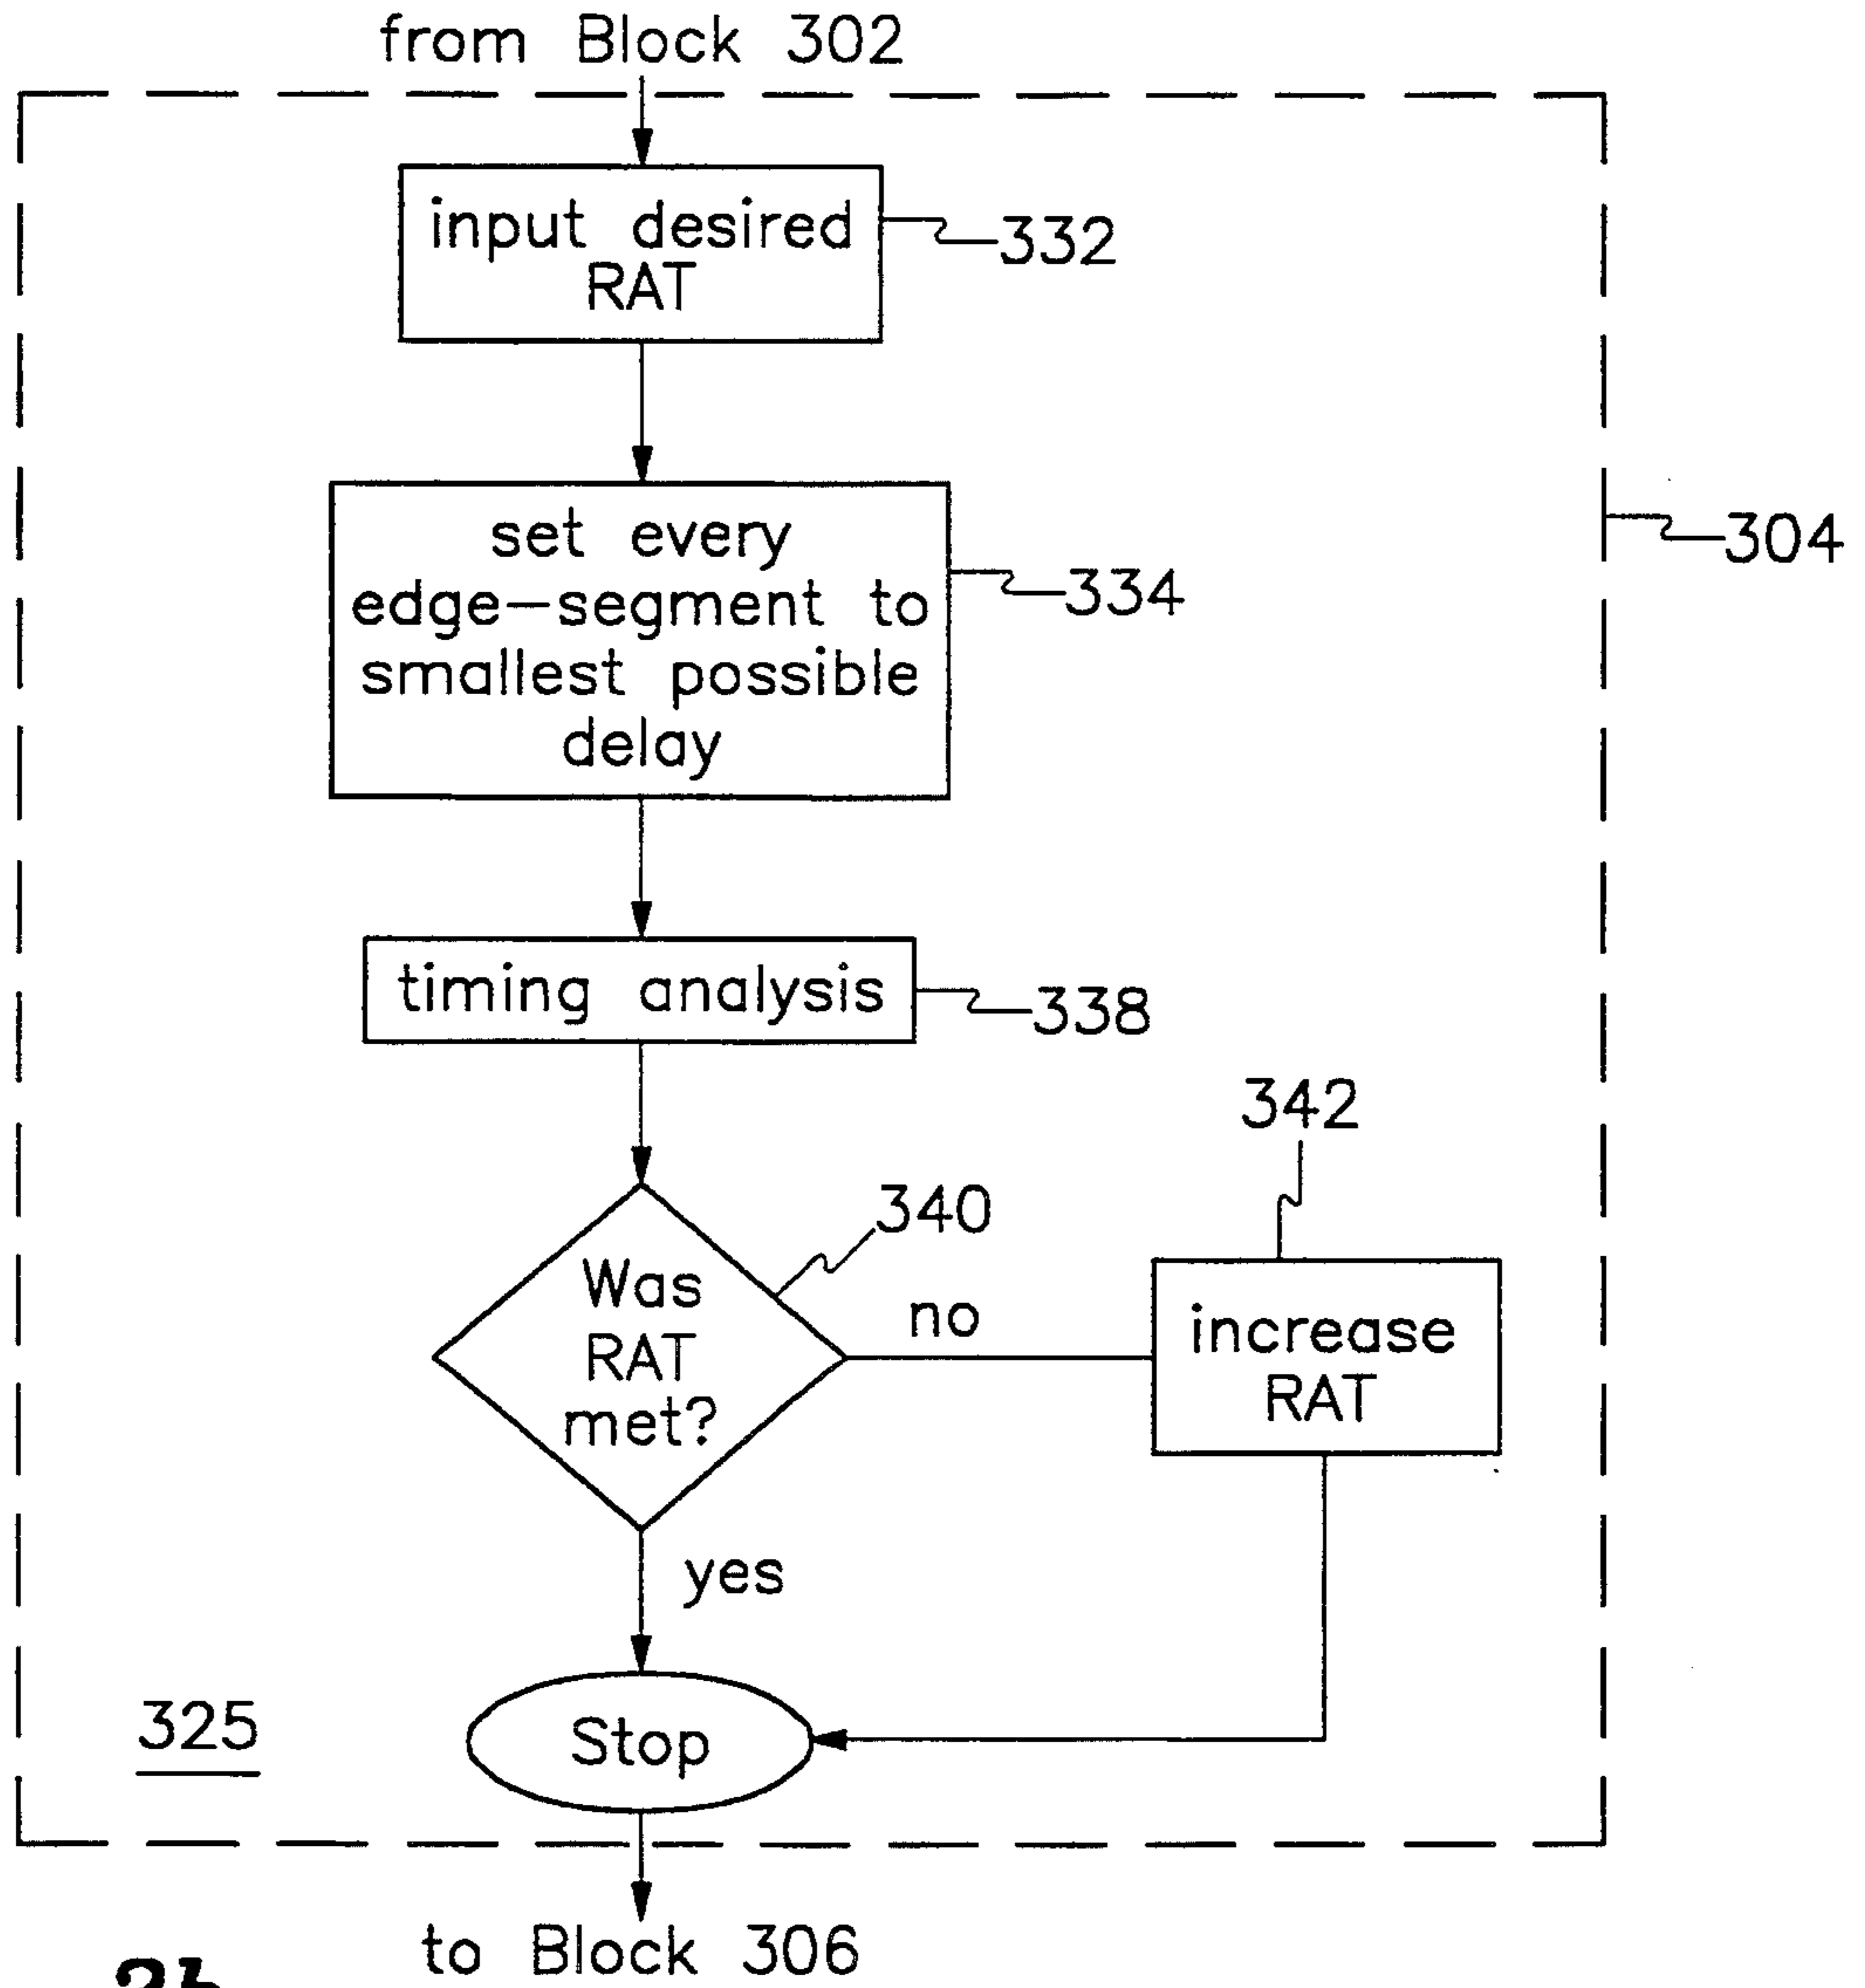 from Block 302
input desired
RAT
332
set every
edge-segment to
smallest possible
delay
334
304
timing analysis
338
342
340
Was
RAT
met?
no
increase
RAT
yes
325
Stop
to Block 306